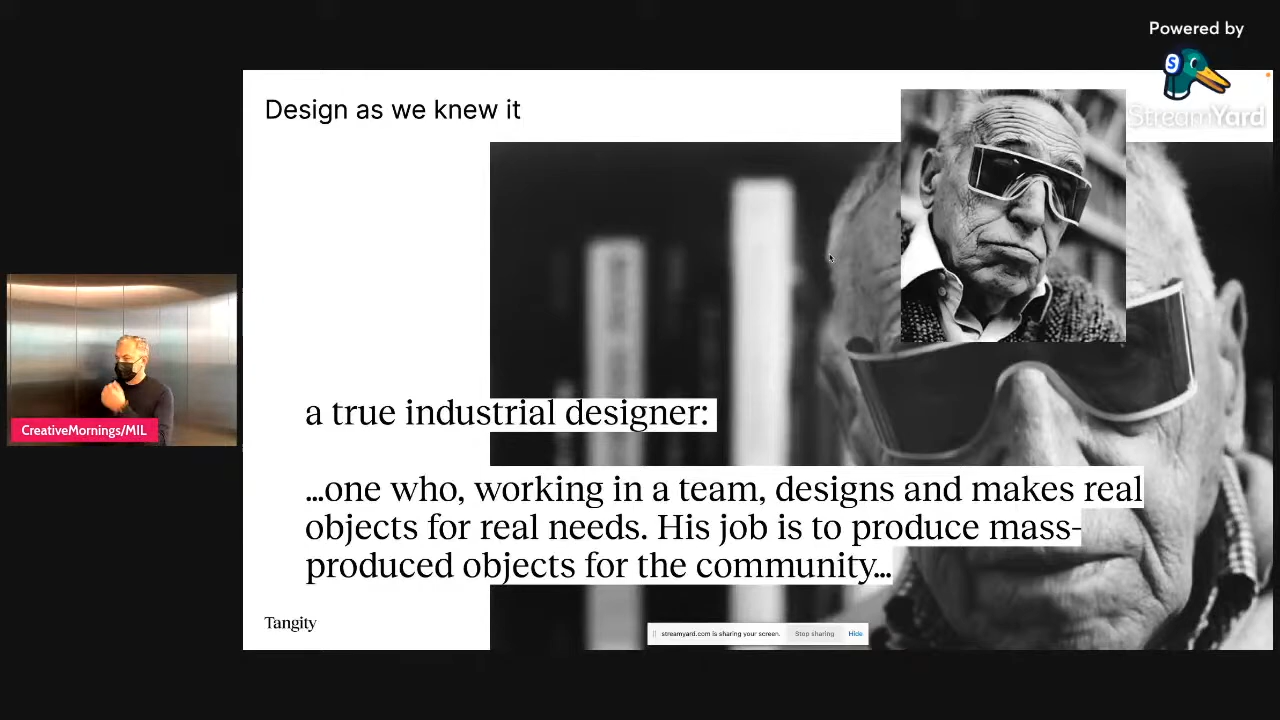 Powered by
S
StreamYard
Design as we knew it
a true industrial designer:
...one who, working in a team, designs and makes real
objects for real needs. His job is to produce mass-
produced objects for the community...
CreativeMornings/MIL
Tangity
streamyard.com is sharing your screen.
Stop sharing
Hide